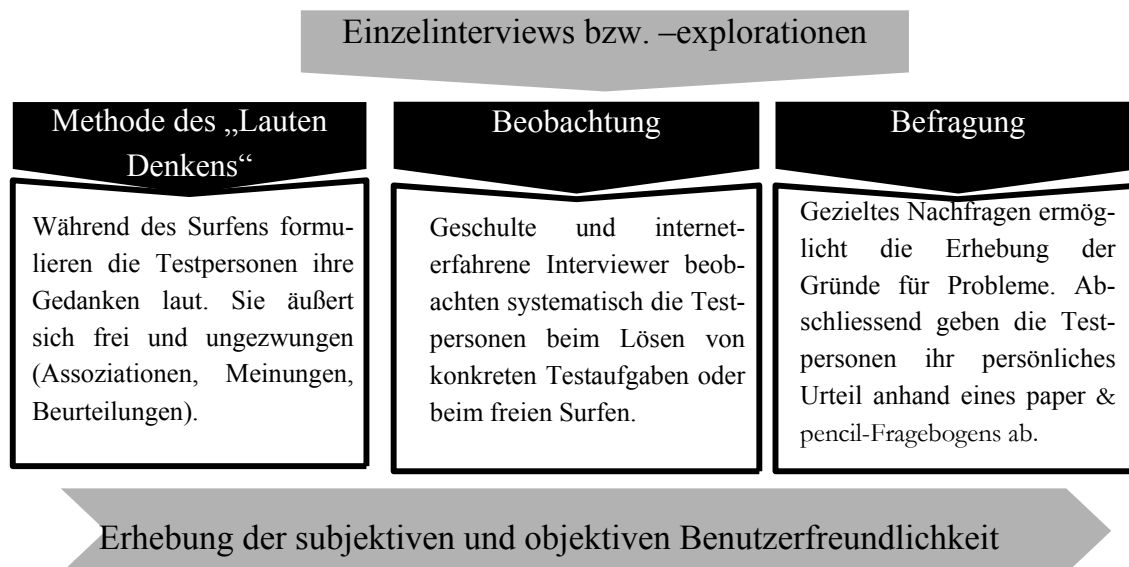 Einzelinterviews bzw. –explorationen
Methode des „Lauten
Denkens“
Während des Surfens formu-
lieren die Testpersonen ihre
Gedanken laut. Sie äußert
sich frei und ungezwungen
(Assoziationen, Meinungen,
Beurteilungen).
Beobachtung
Geschulte und internet-
erfahrene Interviewer beob-
achten systematisch die Test-
personen beim Lösen von
konkreten Testaufgaben oder
beim freien Surfen.
Befragung
Gezieltes Nachfragen ermög-
licht die Erhebung der
Gründe für Probleme. Ab-
schliessend geben die Test-
personen ihr persönliches
Urteil anhand eines paper &
pencil-Fragebogens ab.
Erhebung der subjektiven und objektiven Benutzerfreundlichkeit